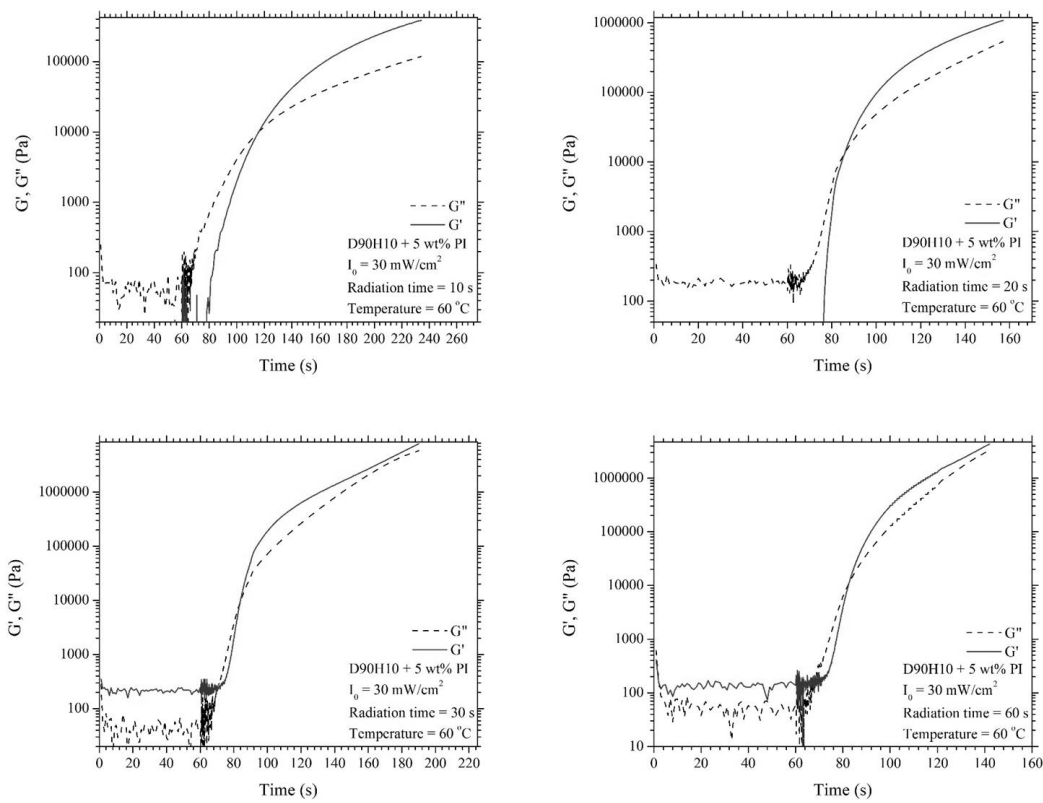 100000
10000
1000
100
G', G" (Pa)
G"
G'
D90H10 + 5 wt% PI
I0 = 30 mW/cm2
Radiation time = 10 s
Temperature = 60 oC
0 20 40 60 80 100 120 140 160 180 200 220 240 260
Time (s)
1000000
100000
10000
1000
100
G', G" (Pa)
G"
G'
D90H10 + 5 wt% PI
I0 = 30 mW/cm2
Radiation time = 20 s
Temperature = 60 oC
0 20 40 60 80 100 120 140 160
Time (s)
1000000
100000
10000
1000
100
G', G" (Pa)
G"
G'
D90H10 + 5 wt% PI
I0 = 30 mW/cm2
Radiation time = 30 s
Temperature = 60 oC
0 20 40 60 80 100 120 140 160 180 200 220
Time (s)
1000000
100000
10000
1000
100
10
G', G" (Pa)
G"
G'
D90H10 + 5 wt% PI
I0 = 30 mW/cm2
Radiation time = 60 s
Temperature = 60 oC
0 20 40 60 80 100 120 140 160
Time (s)